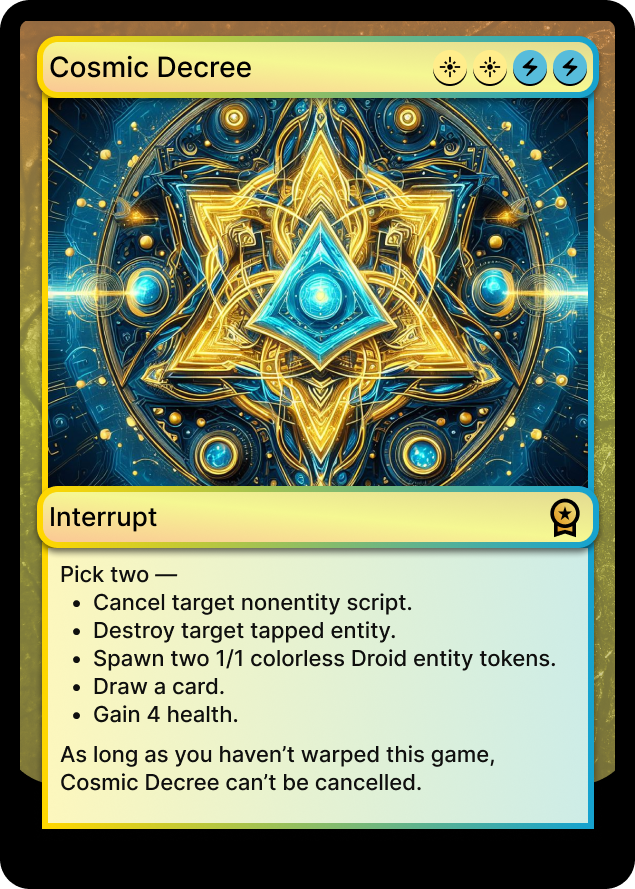 Cosmic Decree
Interrupt
Pick two —
• Cancel target nonentity script.
• Destroy target tapped entity.
• Spawn two 1/1 colorless Droid entity tokens.
• Draw a card.
• Gain 4 health.
As long as you haven’t warped this game,
Cosmic Decree can’t be cancelled.